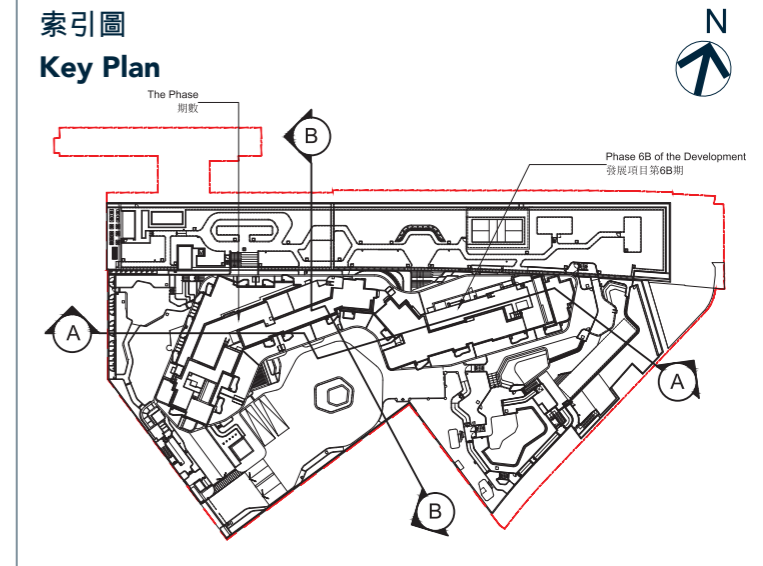 索引圖
Key Plan
N
The Phase
期數
B
Phase 6B of the Development
發展項目第6B期
A
A
B